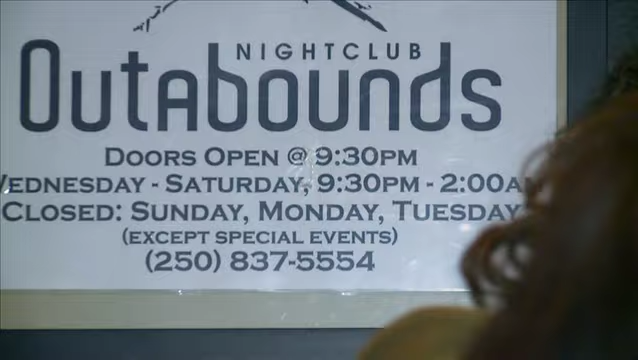 NIGHTCLUB
OUTABOUNDS
DOORS OPEN @ 9:30PM
WEDNESDAY - SATURDAY, 9:30PM - 2:00AM
CLOSED: SUNDAY, MONDAY, TUESDAY
(EXCEPT SPECIAL EVENTS)
(250) 837-5554